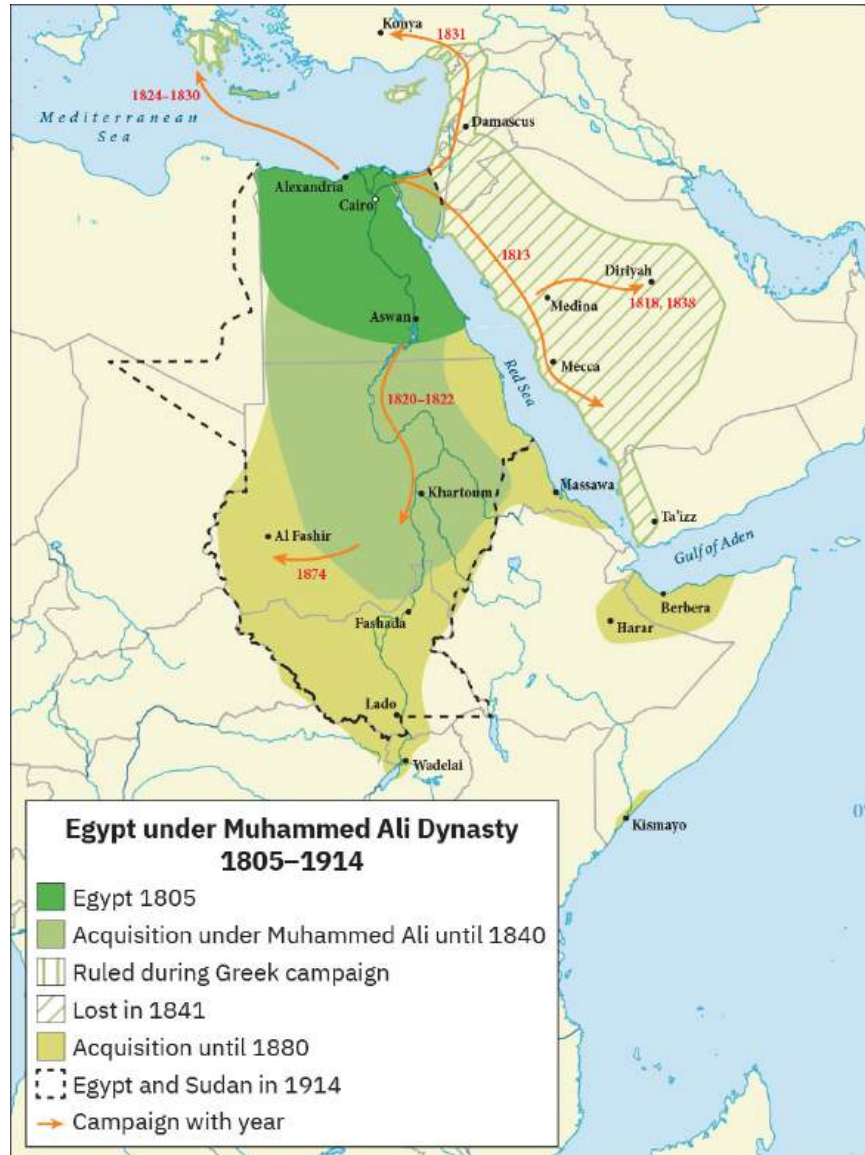 Konya
1831
1824–1830
Mediterranean
Sea
Damascus
Alexandria
Cairo
1813
Diriyah
1818, 1838
Medina
Aswan
Mecca
Red Sea
1820–1822
Massawa
Khartoum
Ta'izz
Al Fashir
Gulf of Aden
1874
Berbera
Fashada
Harar
Lado
Wadelai
Kismayo
Egypt under Muhammed Ali Dynasty
1805–1914
Egypt 1805
Acquisition under Muhammed Ali until 1840
Ruled during Greek campaign
Lost in 1841
Acquisition until 1880
Egypt and Sudan in 1914
Campaign with year